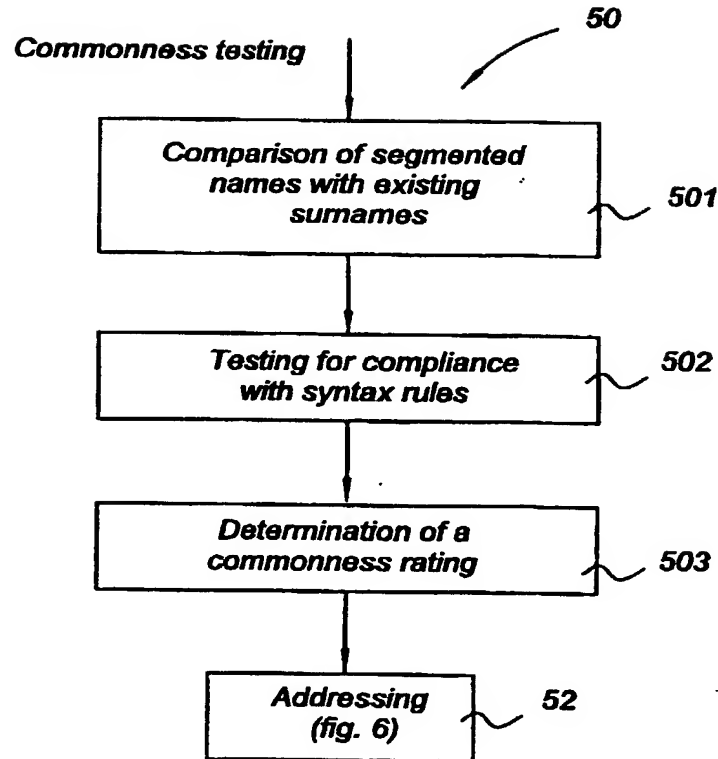 50
Commonness testing
Comparison of segmented
names with existing
surnames
501
Testing for compliance
with syntax rules
502
Determination of a
commonness rating
503
Addressing
(fig. 6)
52